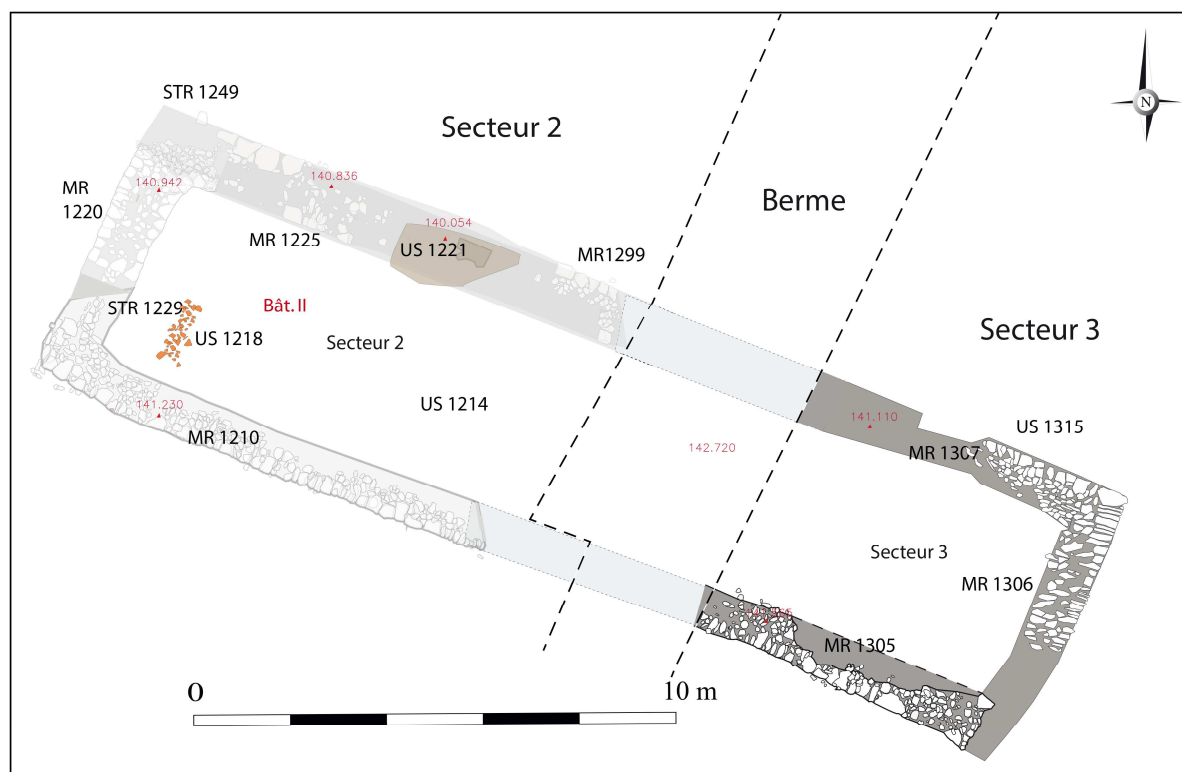 STR 1249
Secteur 2
N
MR
1220
140.942
140.836
Berme
140.054
MR 1225
US 1221
MR1299
STR 1229
Bât. II
US 1218
Secteur 2
Secteur 3
US 1214
141.230
MR 1210
141.110
US 1315
142.720
MR 1307
Secteur 3
MR 1306
MR 1305
0
10 m